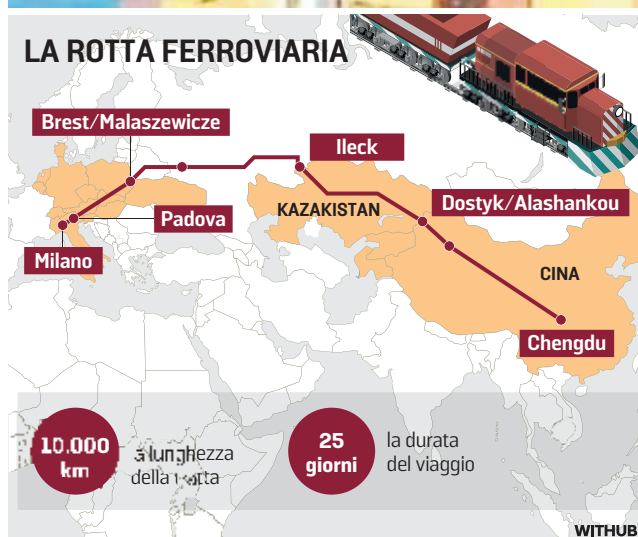 LA ROTTA FERROVIARIA
Brest/Malaszewicze
Ileck
Dostyk/Alashankou
KAZAKISTAN
Padova
Milano
CINA
Chengdu
10.000
km
lunghezza
della
25
giorni
la durata
del viaggio
WITHUB